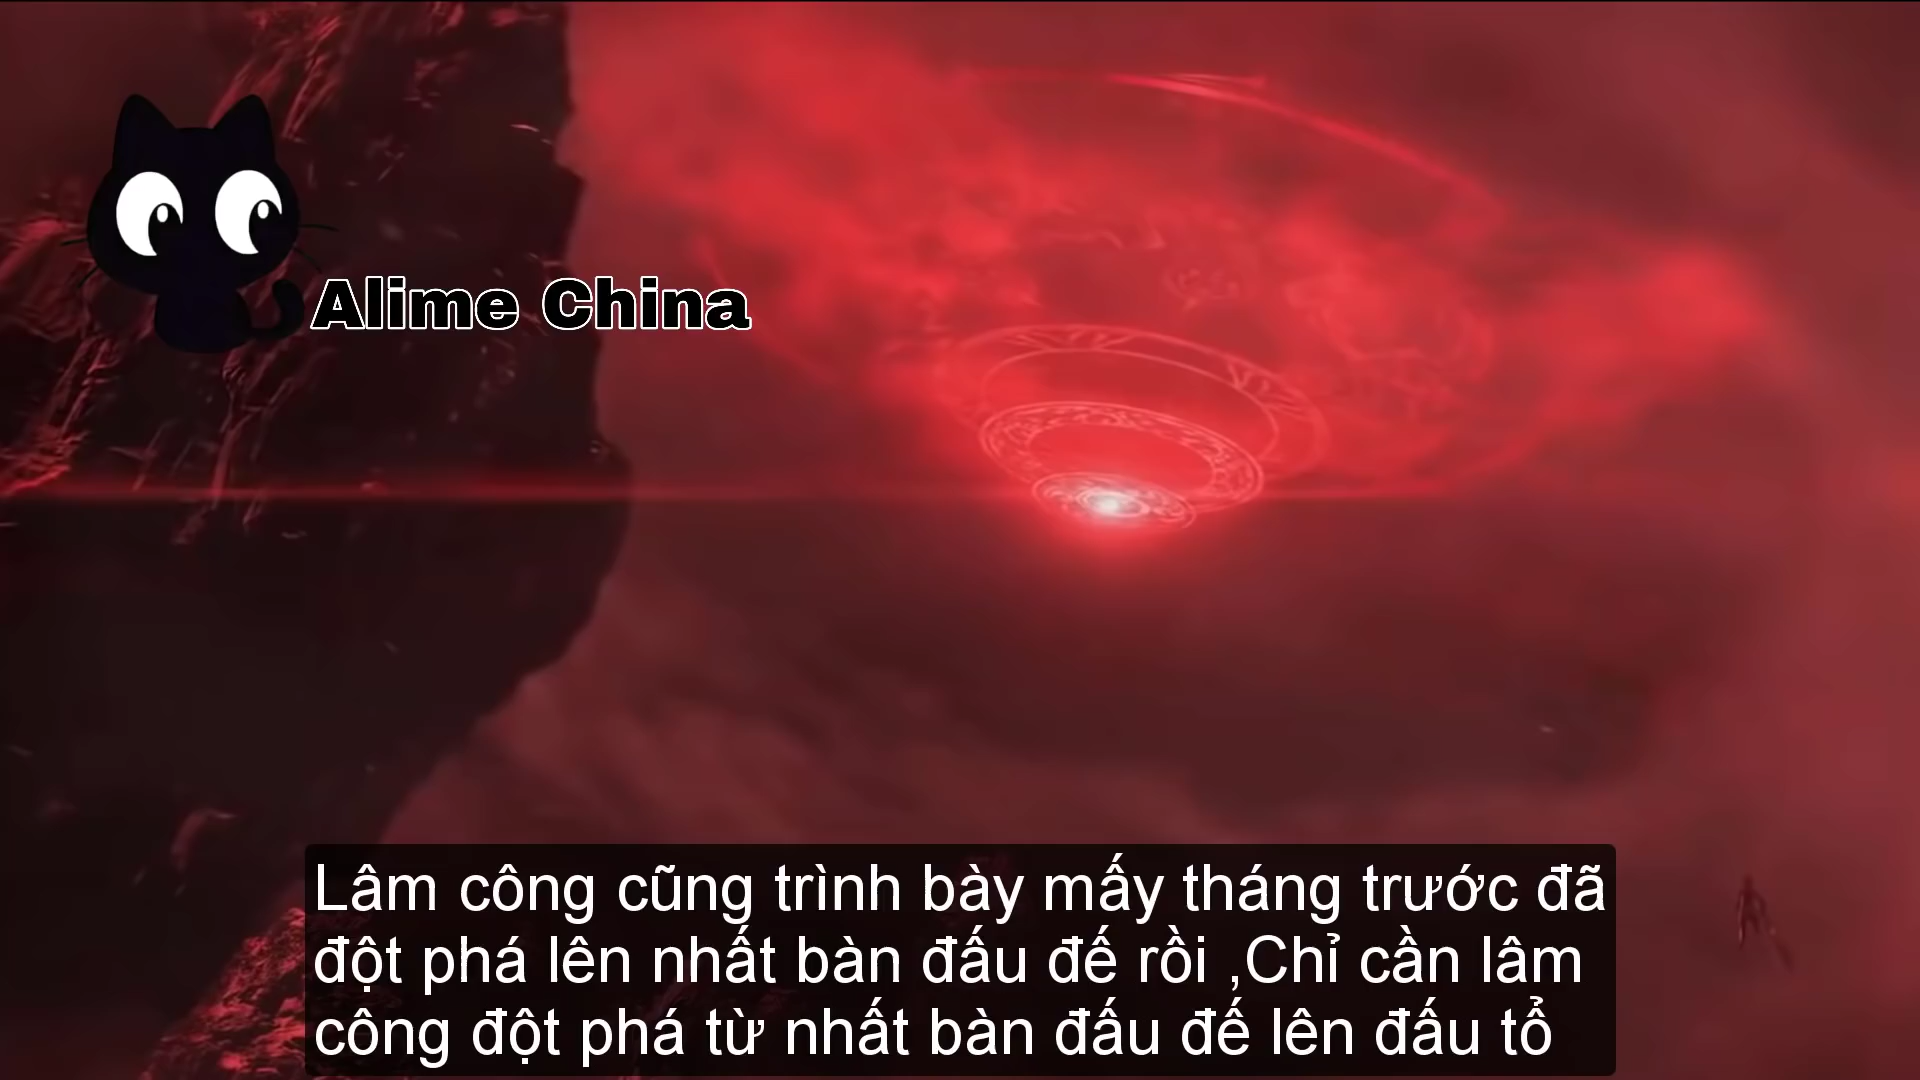 Alime China
Lâm công cũng trình bày mấy tháng trước đã
đột phá lên nhất bàn đấu đế rồi ,Chỉ cần lâm
công đột phá từ nhất bàn đấu đế lên đấu tổ